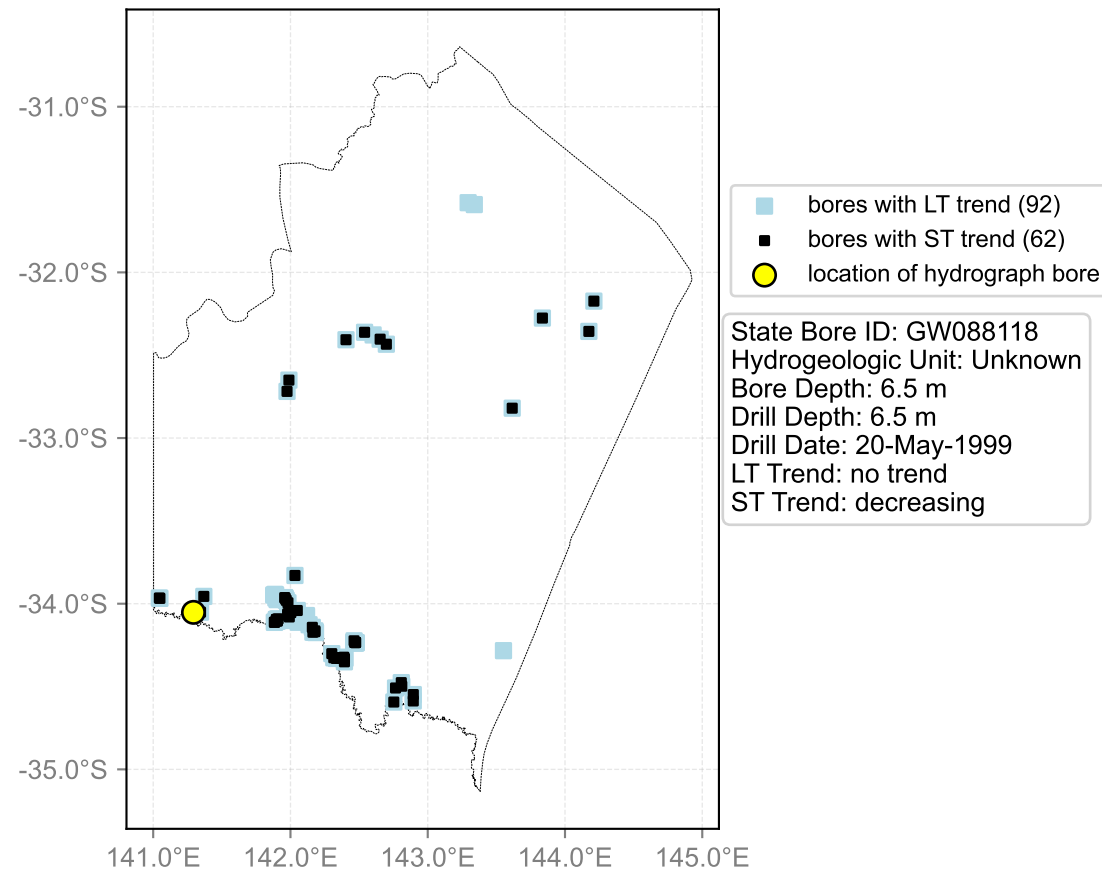 -31.0°S
-32.0°S
-33.0°S
-34.0°S
-35.0°S
141.0°E 142.0°E 143.0°E 144.0°E 145.0°E
bores with LT trend (92)
bores with ST trend (62)
location of hydrograph bore
State Bore ID: GW088118
Hydrogeologic Unit: Unknown
Bore Depth: 6.5 m
Drill Depth: 6.5 m
Drill Date: 20-May-1999
LT Trend: no trend
ST Trend: decreasing